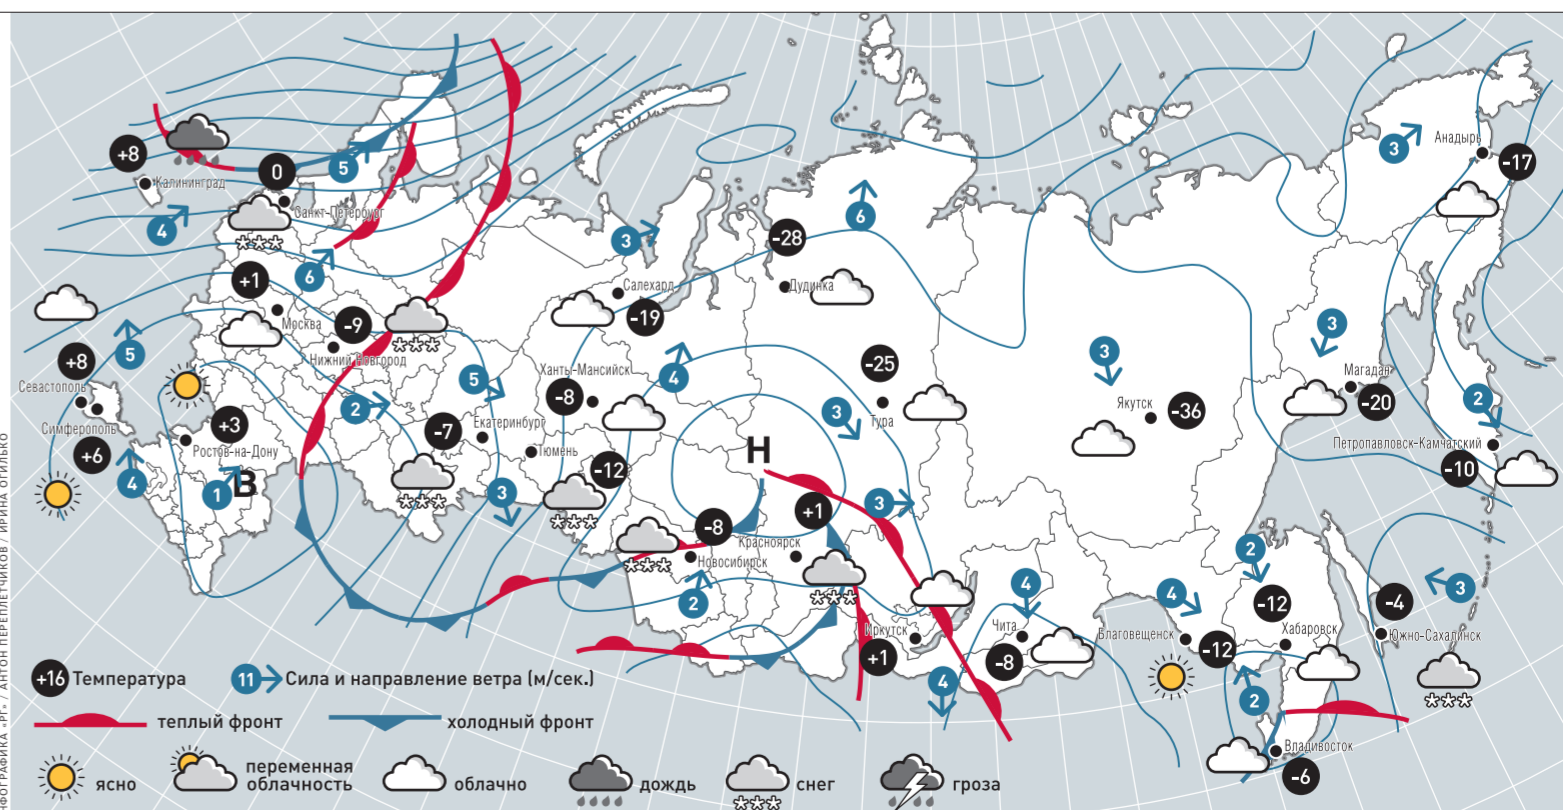 +8
Калининград
0
Санкт-Петербург
5
4
6
+1
Москва
-9
Нижний Новгород
5
+8
Севастополь
Симферополь
+6
4
+3
Ростов-на-Дону
1
В
2
5
-7
Екатеринбург
Тюмень
3
3
Салехард
-19
Ханты-Мансийск
-8
4
-12
-28
Дудинка
6
-25
Тура
3
Н
3
+1
Красноярск
-8
Новосибирск
2
Иркутск
+1
4
Чита
-8
4
3
Якутск
-36
3
Анадырь
-17
3
Магадан
-20
2
Петропавловск-Камчатский
-10
2
-12
Хабаровск
4
Благовещенск
-12
-4
Южно-Сахалинск
3
2
Владивосток
-6
+16 Температура
11 Сила и направление ветра (м/сек.)
теплый фронт
холодный фронт
ясно
переменная
облачность
облачно
дождь
снег
гроза
ИНФОГРАФИКА «РГ» / АНТОН ПЕРЕПЛЕТЧИКОВ / ИРИНА ОГИЛЬКО